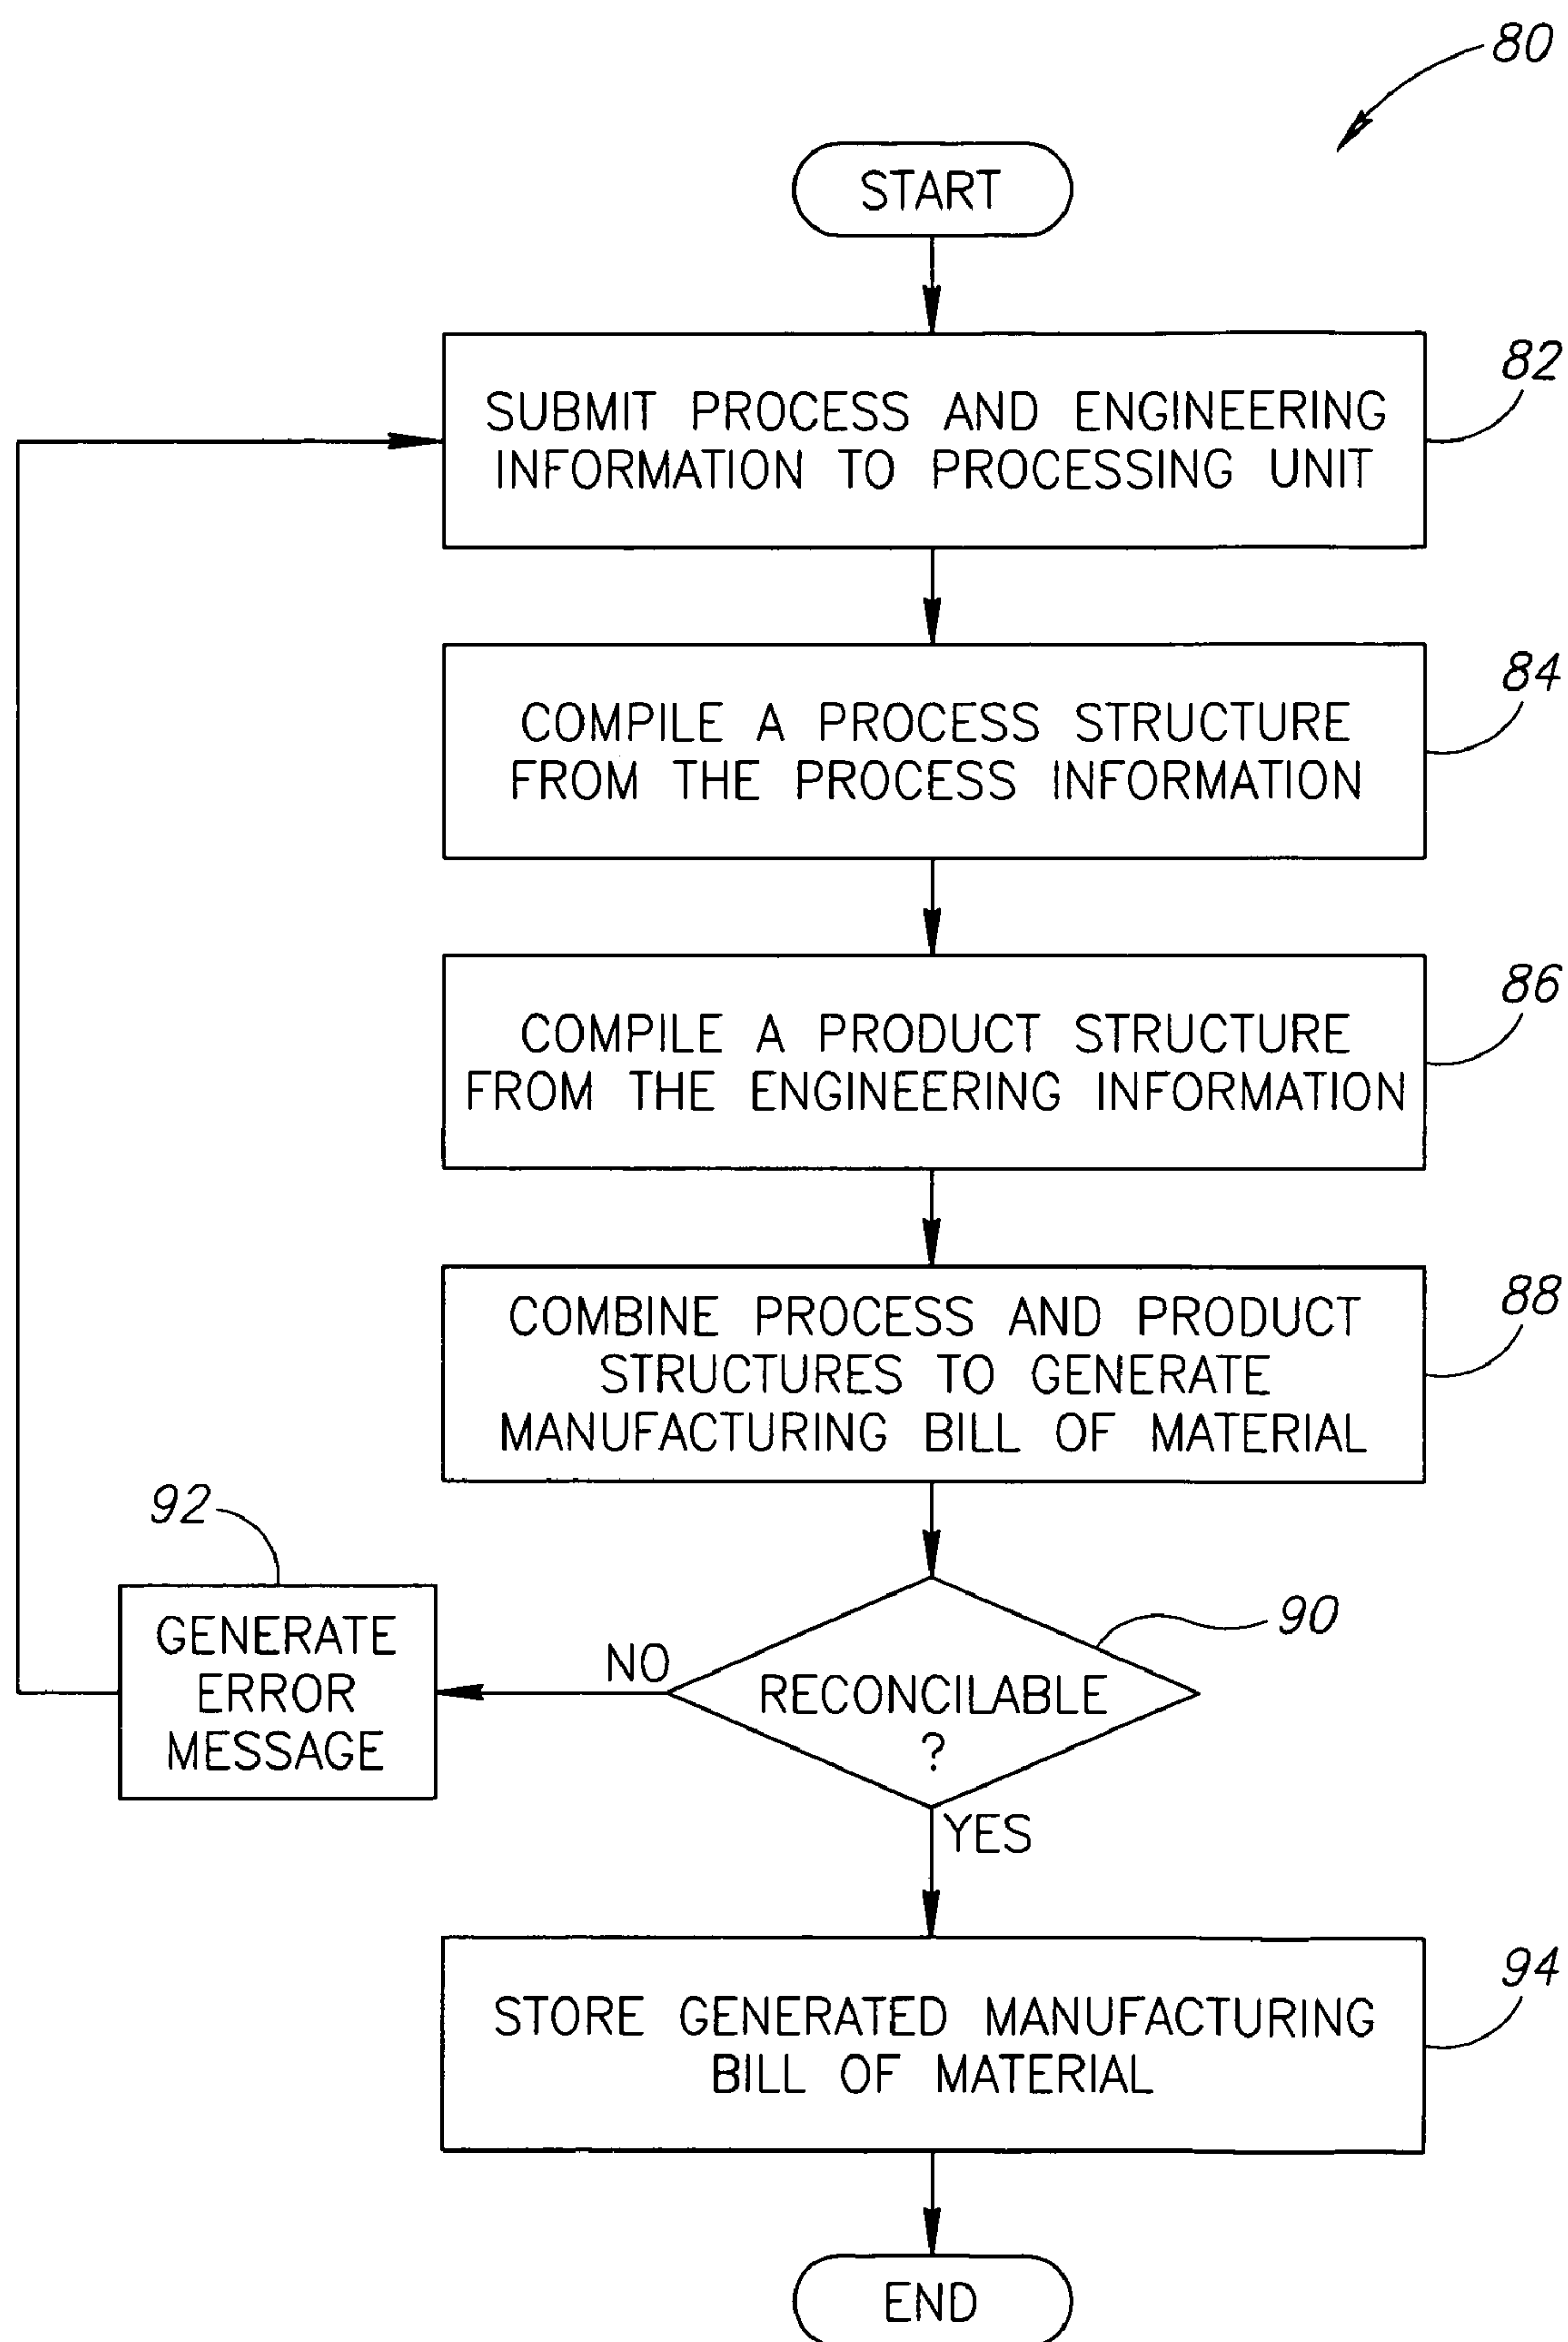 80
START
82
SUBMIT PROCESS AND ENGINEERING
INFORMATION TO PROCESSING UNIT
84
COMPILE A PROCESS STRUCTURE
FROM THE PROCESS INFORMATION
86
COMPILE A PRODUCT STRUCTURE
FROM THE ENGINEERING INFORMATION
88
COMBINE PROCESS AND PRODUCT
STRUCTURES TO GENERATE
MANUFACTURING BILL OF MATERIAL
92
GENERATE
ERROR
MESSAGE
NO
90
RECONCILABLE
?
YES
94
STORE GENERATED MANUFACTURING
BILL OF MATERIAL
END